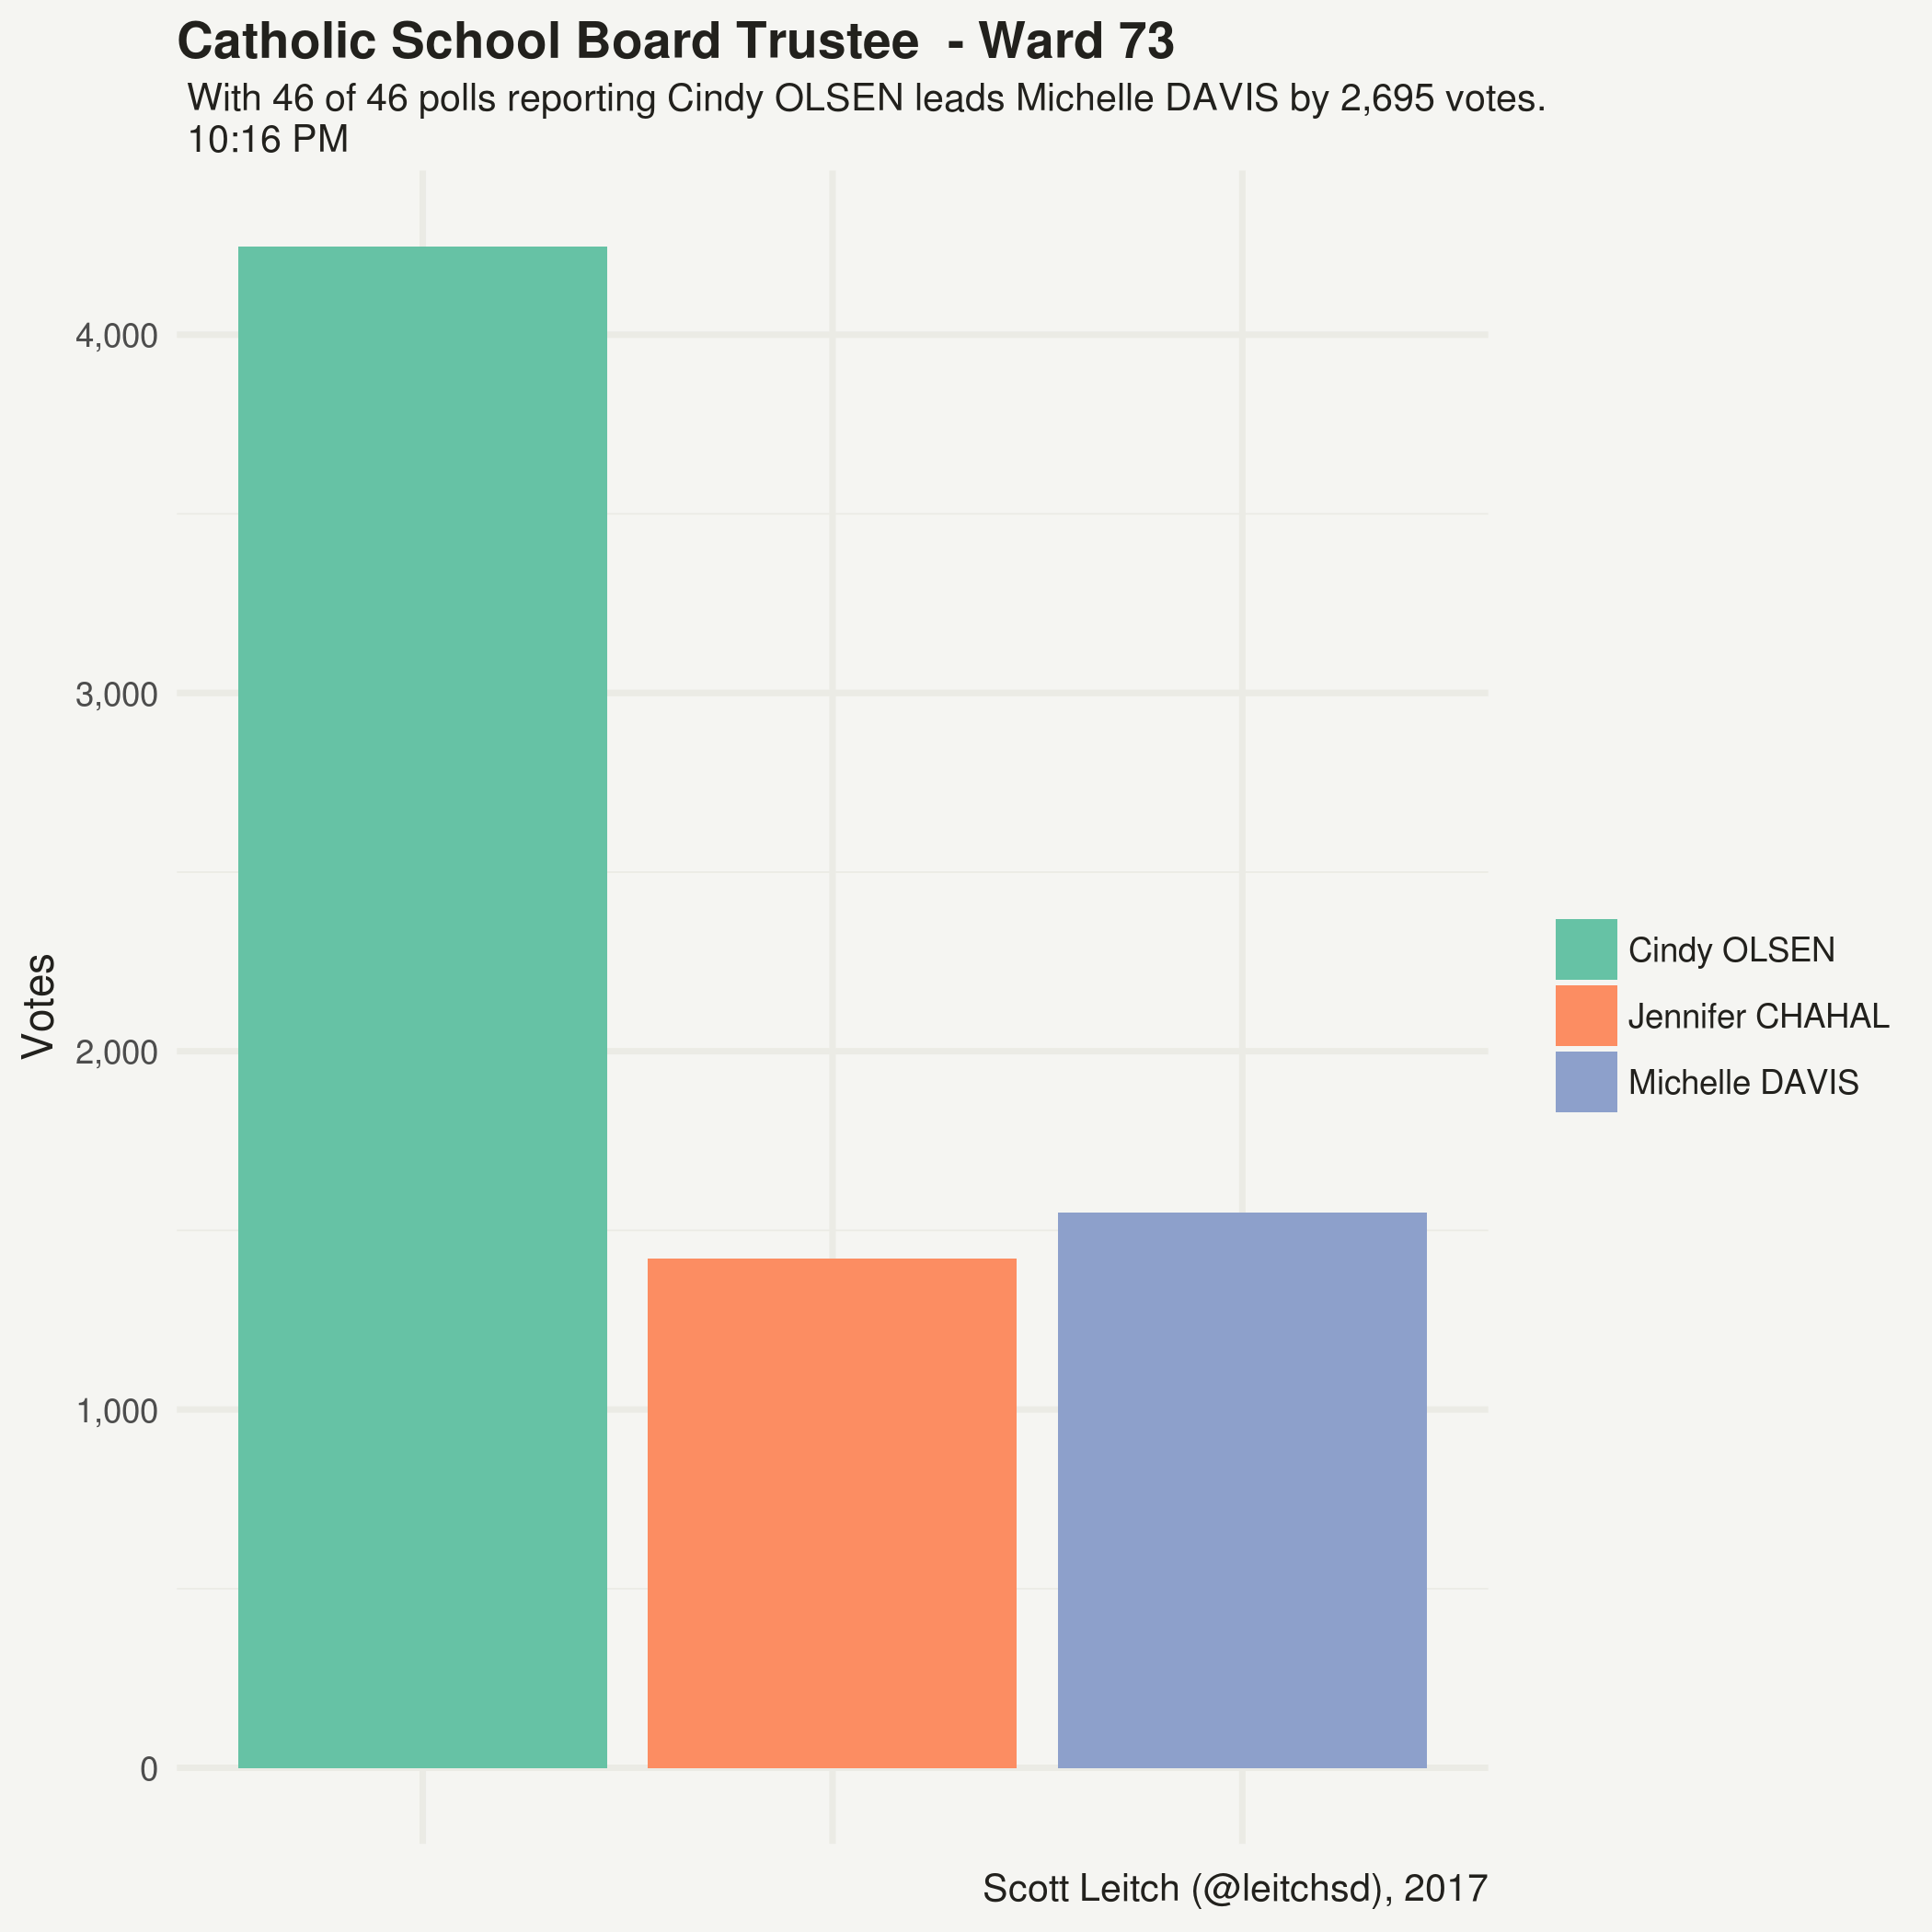 Catholic School Board Trustee  - Ward 73
With 46 of 46 polls reporting Cindy OLSEN leads Michelle DAVIS by 2,695 votes.
10:16 PM
4,000
3,000
2,000
1,000
0
Votes
Cindy OLSEN
Jennifer CHAHAL
Michelle DAVIS
Scott Leitch (@leitchsd), 2017